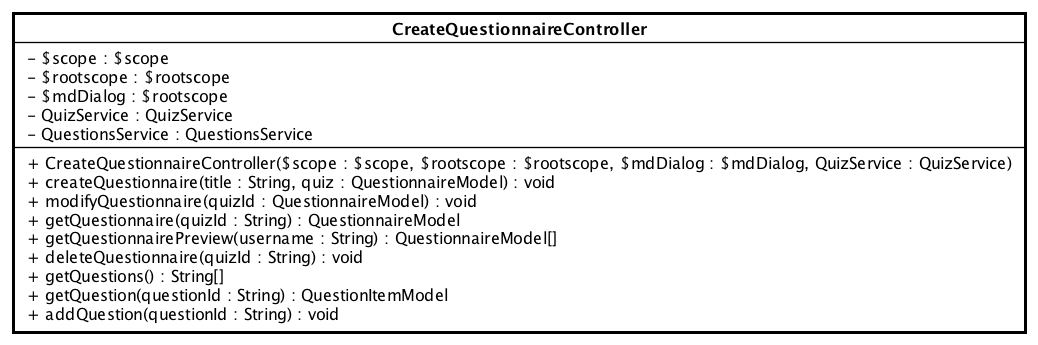 CreateQuestionnaireController
– $scope : $scope
– $rootscope : $rootscope
– $mdDialog : $rootscope
– QuizService : QuizService
– QuestionsService : QuestionsService
+ CreateQuestionnaireController($scope : $scope, $rootscope : $rootscope, $mdDialog : $mdDialog, QuizService : QuizService)
+ createQuestionnaire(title : String, quiz : QuestionnaireModel) : void
+ modifyQuestionnaire(quizId : QuestionnaireModel) : void
+ getQuestionnaire(quizId : String) : QuestionnaireModel
+ getQuestionnairePreview(username : String) : QuestionnaireModel[]
+ deleteQuestionnaire(quizId : String) : void
+ getQuestions() : String[]
+ getQuestion(questionId : String) : QuestionItemModel
+ addQuestion(questionId : String) : void